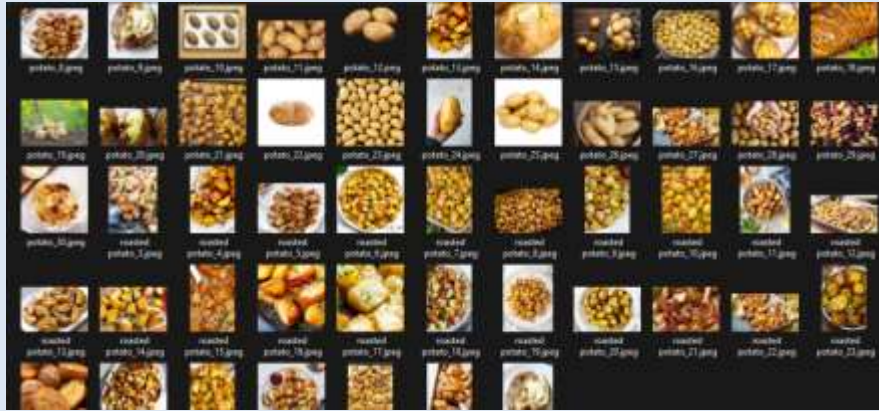 potato_8.jpeg potato_9.jpeg potato_10.jpeg potato_11.jpeg potato_12.jpeg potato_13.jpeg potato_14.jpeg potato_15.jpeg potato_16.jpeg potato_17.jpeg potato_18.jpeg
potato_19.jpeg potato_20.jpeg potato_21.jpeg potato_22.jpeg potato_23.jpeg potato_24.jpeg potato_25.jpeg potato_26.jpeg potato_27.jpeg potato_28.jpeg potato_29.jpeg
potato_30.jpeg roasted roasted roasted roasted roasted roasted roasted roasted roasted roasted
potato_3.jpeg potato_4.jpeg potato_5.jpeg potato_6.jpeg potato_7.jpeg potato_8.jpeg potato_9.jpeg potato_10.jpeg potato_11.jpeg potato_12.jpeg
roasted roasted roasted roasted roasted roasted roasted roasted roasted roasted roasted
potato_13.jpeg potato_14.jpeg potato_15.jpeg potato_16.jpeg potato_17.jpeg potato_18.jpeg potato_19.jpeg potato_20.jpeg potato_21.jpeg potato_22.jpeg potato_23.jpeg